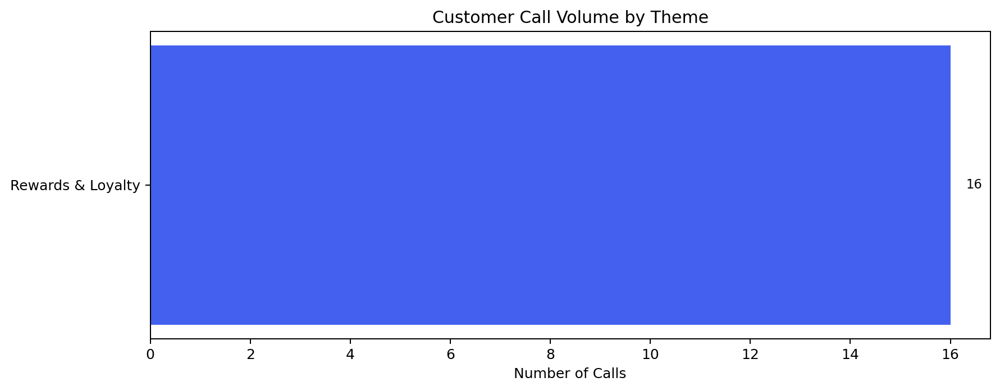 Customer Call Volume by Theme
Rewards & Loyalty
16
0 2 4 6 8 10 12 14 16
Number of Calls